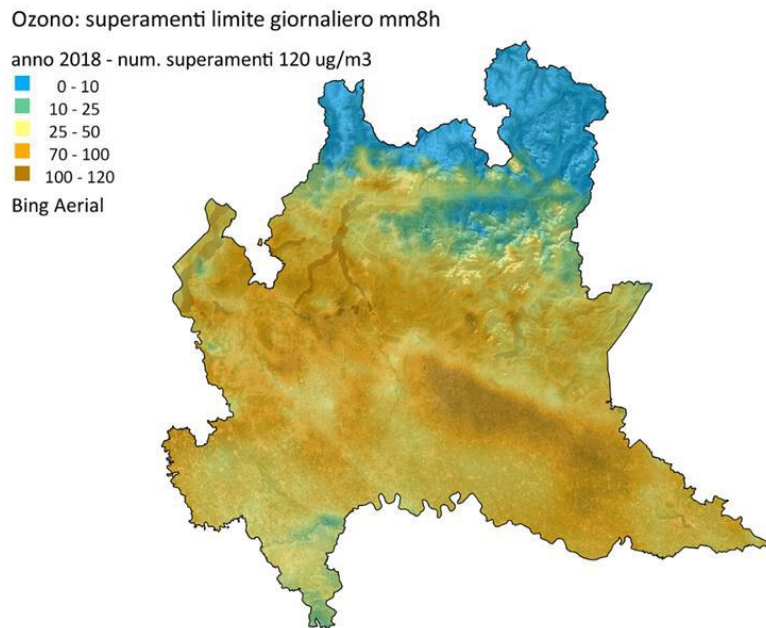 Ozono: superamenti limite giornaliero mm8h
anno 2018 - num. superamenti 120 ug/m3
0 - 10
10 - 25
25 - 50
70 - 100
100 - 120
Bing Aerial